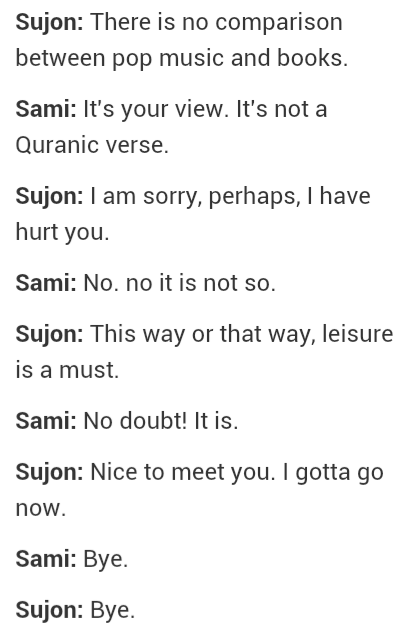 Sujon: There is no comparison
between pop music and books.
Sami: It's your view. It's not a
Quranic verse.
Sujon: I am sorry, perhaps, I have
hurt you.
Sami: No. no it is not so.
Sujon: This way or that way, leisure
is a must.
Sami: No doubt! It is.
Sujon: Nice to meet you. I gotta go
now.
Sami: Bye.
Sujon: Bye.